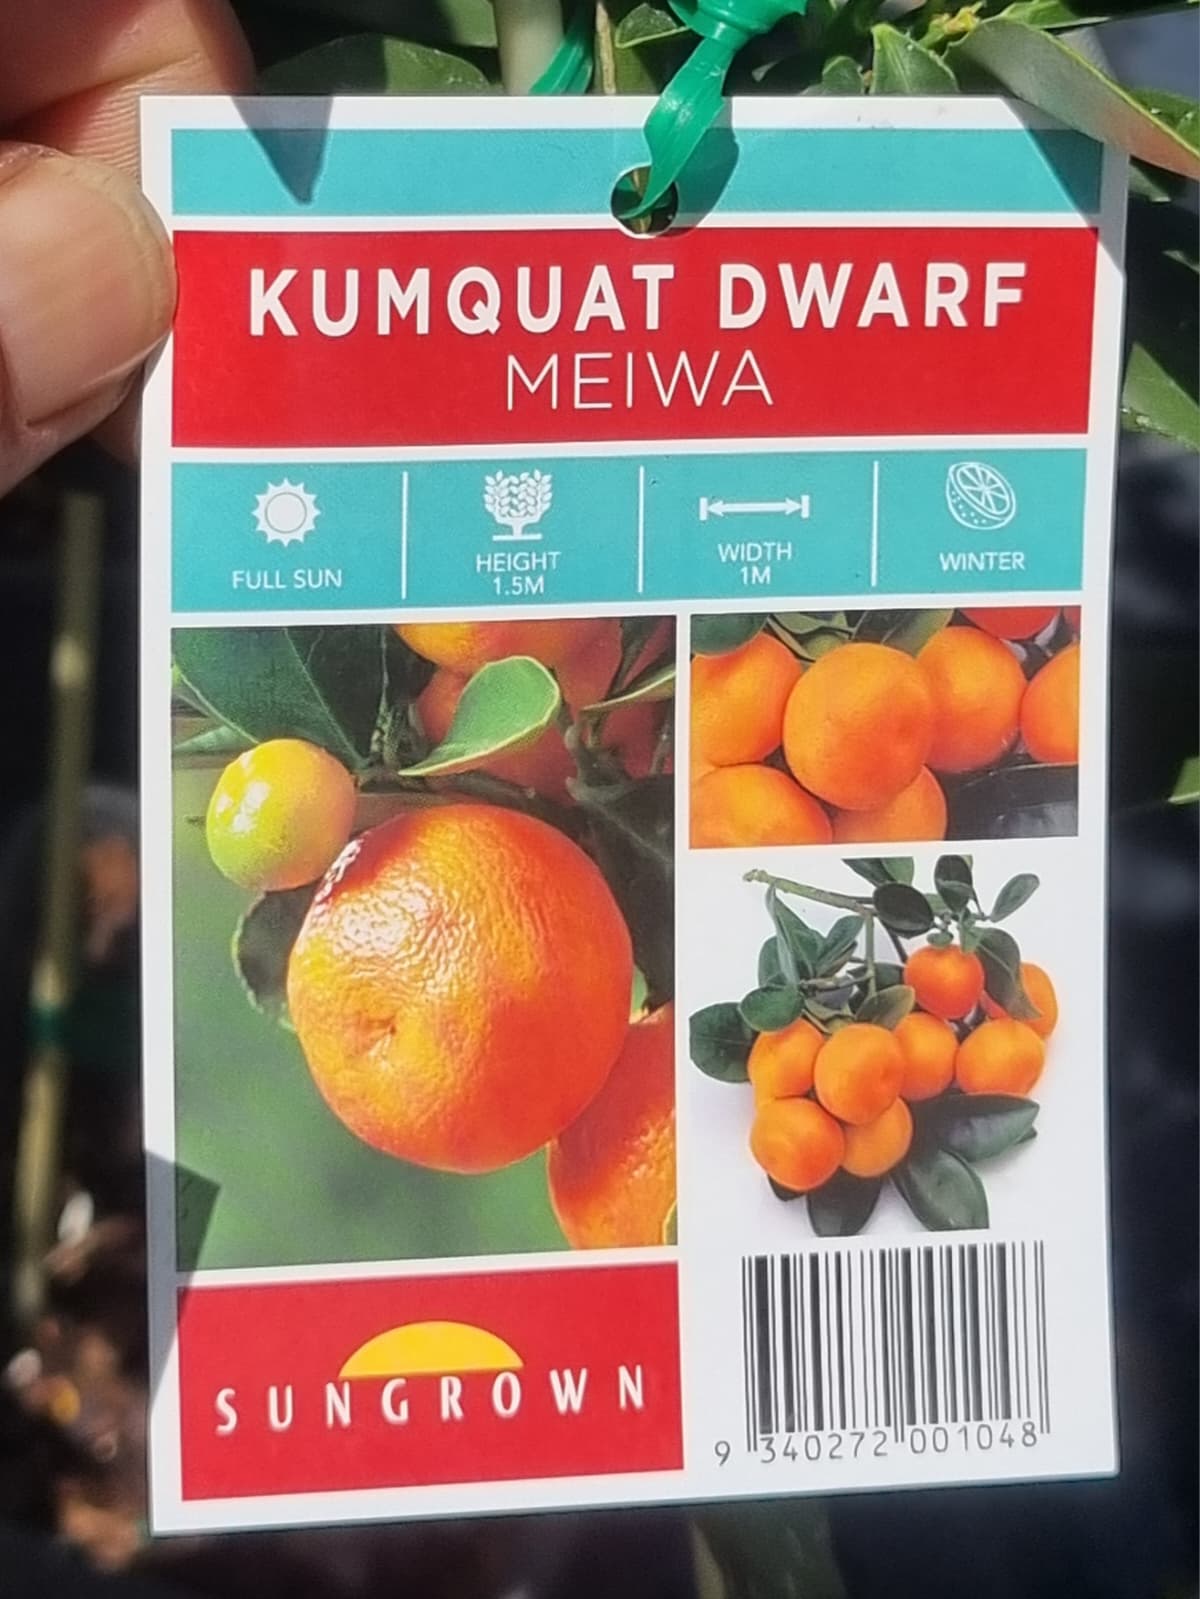 KUMQUAT DWARF
MEIWA
FULL SUN
HEIGHT
1.5M
WIDTH
1M
WINTER
SUNGROWN
9 340272 001048